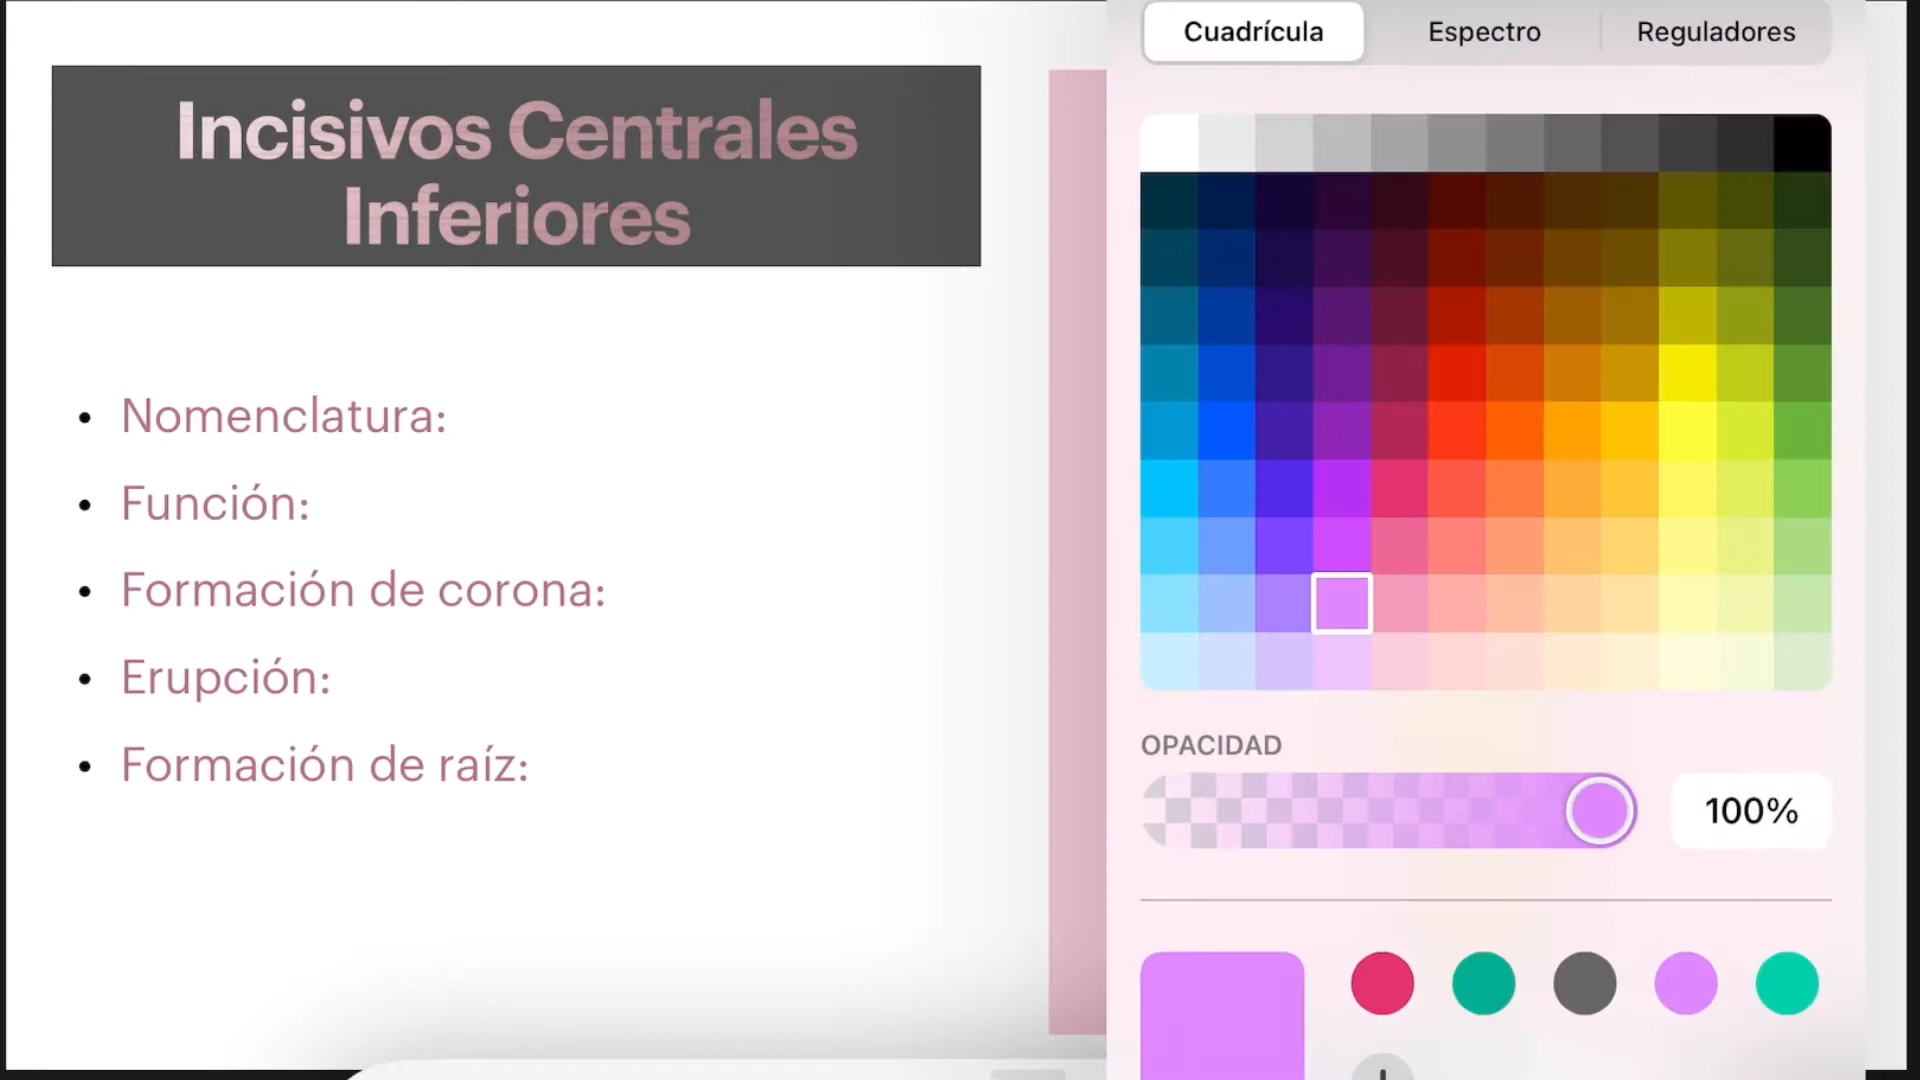 Incisivos Centrales
Inferiores
• Nomenclatura:
• Función:
• Formación de corona:
• Erupción:
• Formación de raíz:
Cuadrícula
Espectro
Reguladores
OPACIDAD
100%